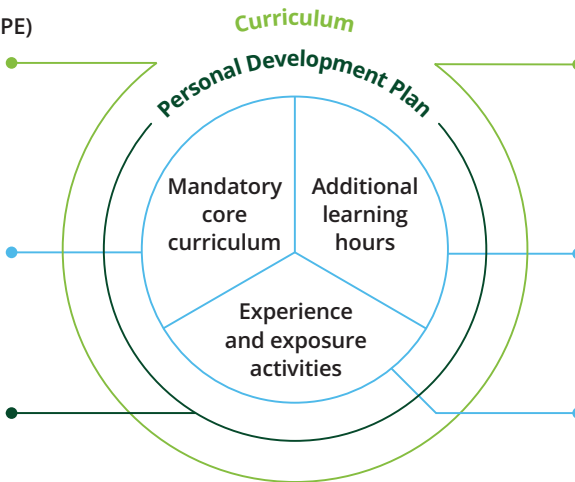 PE)
Curriculum
Personal Development Plan
Mandatory
core
curriculum
Additional
learning
hours
Experience
and exposure
activities